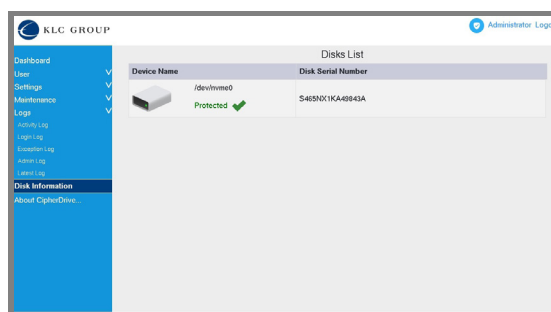 KLC GROUP
Administrator Logo
Dashboard
User
Settings
Maintenance
Logs
Activity Log
Login Log
Exception Log
Admin Log
Latest Log
Disk Information
About CipherDrive...
Disks List
Device Name
Disk Serial Number
/dev/nvme0
Protected
S465NX1KA49843A